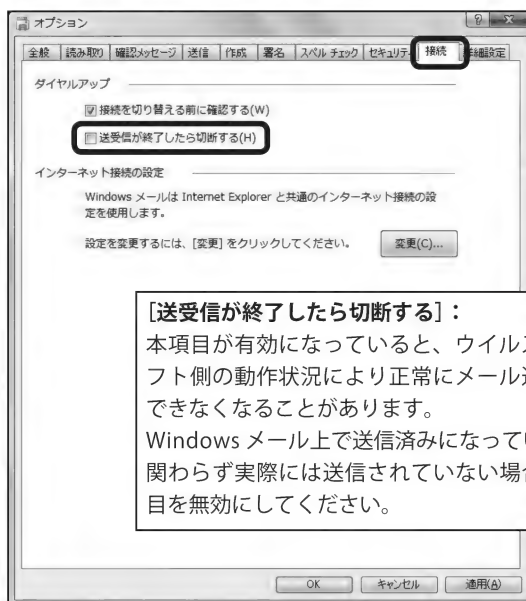 オプション
全般 読み取り 確認メッセージ 送信 作成 署名 スペル チェック セキュリテ 接続 詳細設定
ダイヤルアップ
接続を切り替える前に確認する(W)
送受信が終了したら切断する(H)
インターネット接続の設定
Windows メールは Internet Explorer と共通のインターネット接続の設
定を使用します。
設定を変更するには、[変更] をクリックしてください。 変更(C)...
[送受信が終了したら切断する]:
本項目が有効になっていると、ウイルス
フト側の動作状況により正常にメール
できなくなることがあります。
Windows メール上で送信済みになってい
関わらず実際には送信されていない場合
目を無効にしてください。
OK キャンセル 適用(A)